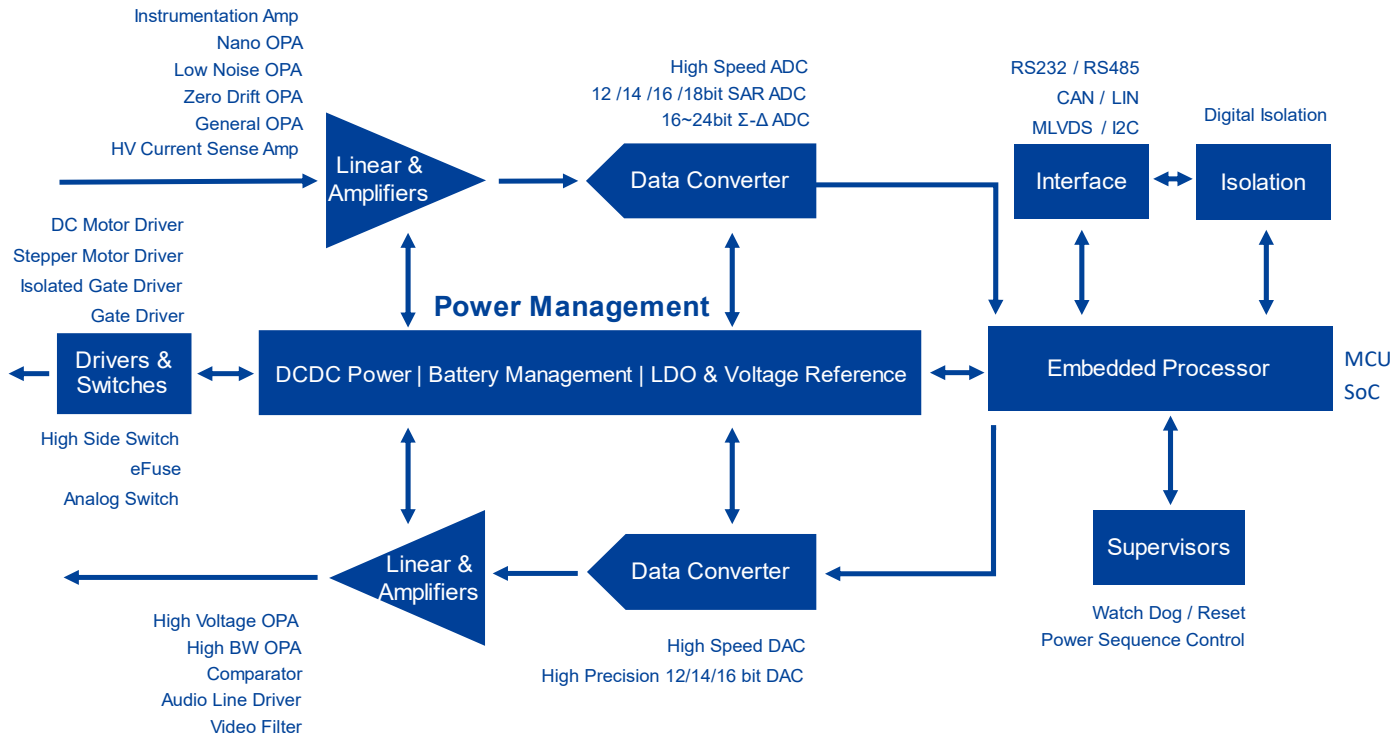 Instrumentation Amp
Nano OPA
Low Noise OPA
Zero Drift OPA
General OPA
HV Current Sense Amp
Linear &
Amplifiers
High Speed ADC
12 /14 /16 /18bit SAR ADC
16~24bit Σ-Δ ADC
Data Converter
RS232 / RS485
CAN / LIN
MLVDS / I2C
Interface
Digital Isolation
Isolation
DC Motor Driver
Stepper Motor Driver
Isolated Gate Driver
Gate Driver
Drivers &
Switches
High Side Switch
eFuse
Analog Switch
Power Management
DCDC Power | Battery Management | LDO & Voltage Reference
Embedded Processor
MCU
SoC
Linear &
Amplifiers
High Voltage OPA
High BW OPA
Comparator
Audio Line Driver
Video Filter
Data Converter
High Speed DAC
High Precision 12/14/16 bit DAC
Supervisors
Watch Dog / Reset
Power Sequence Control